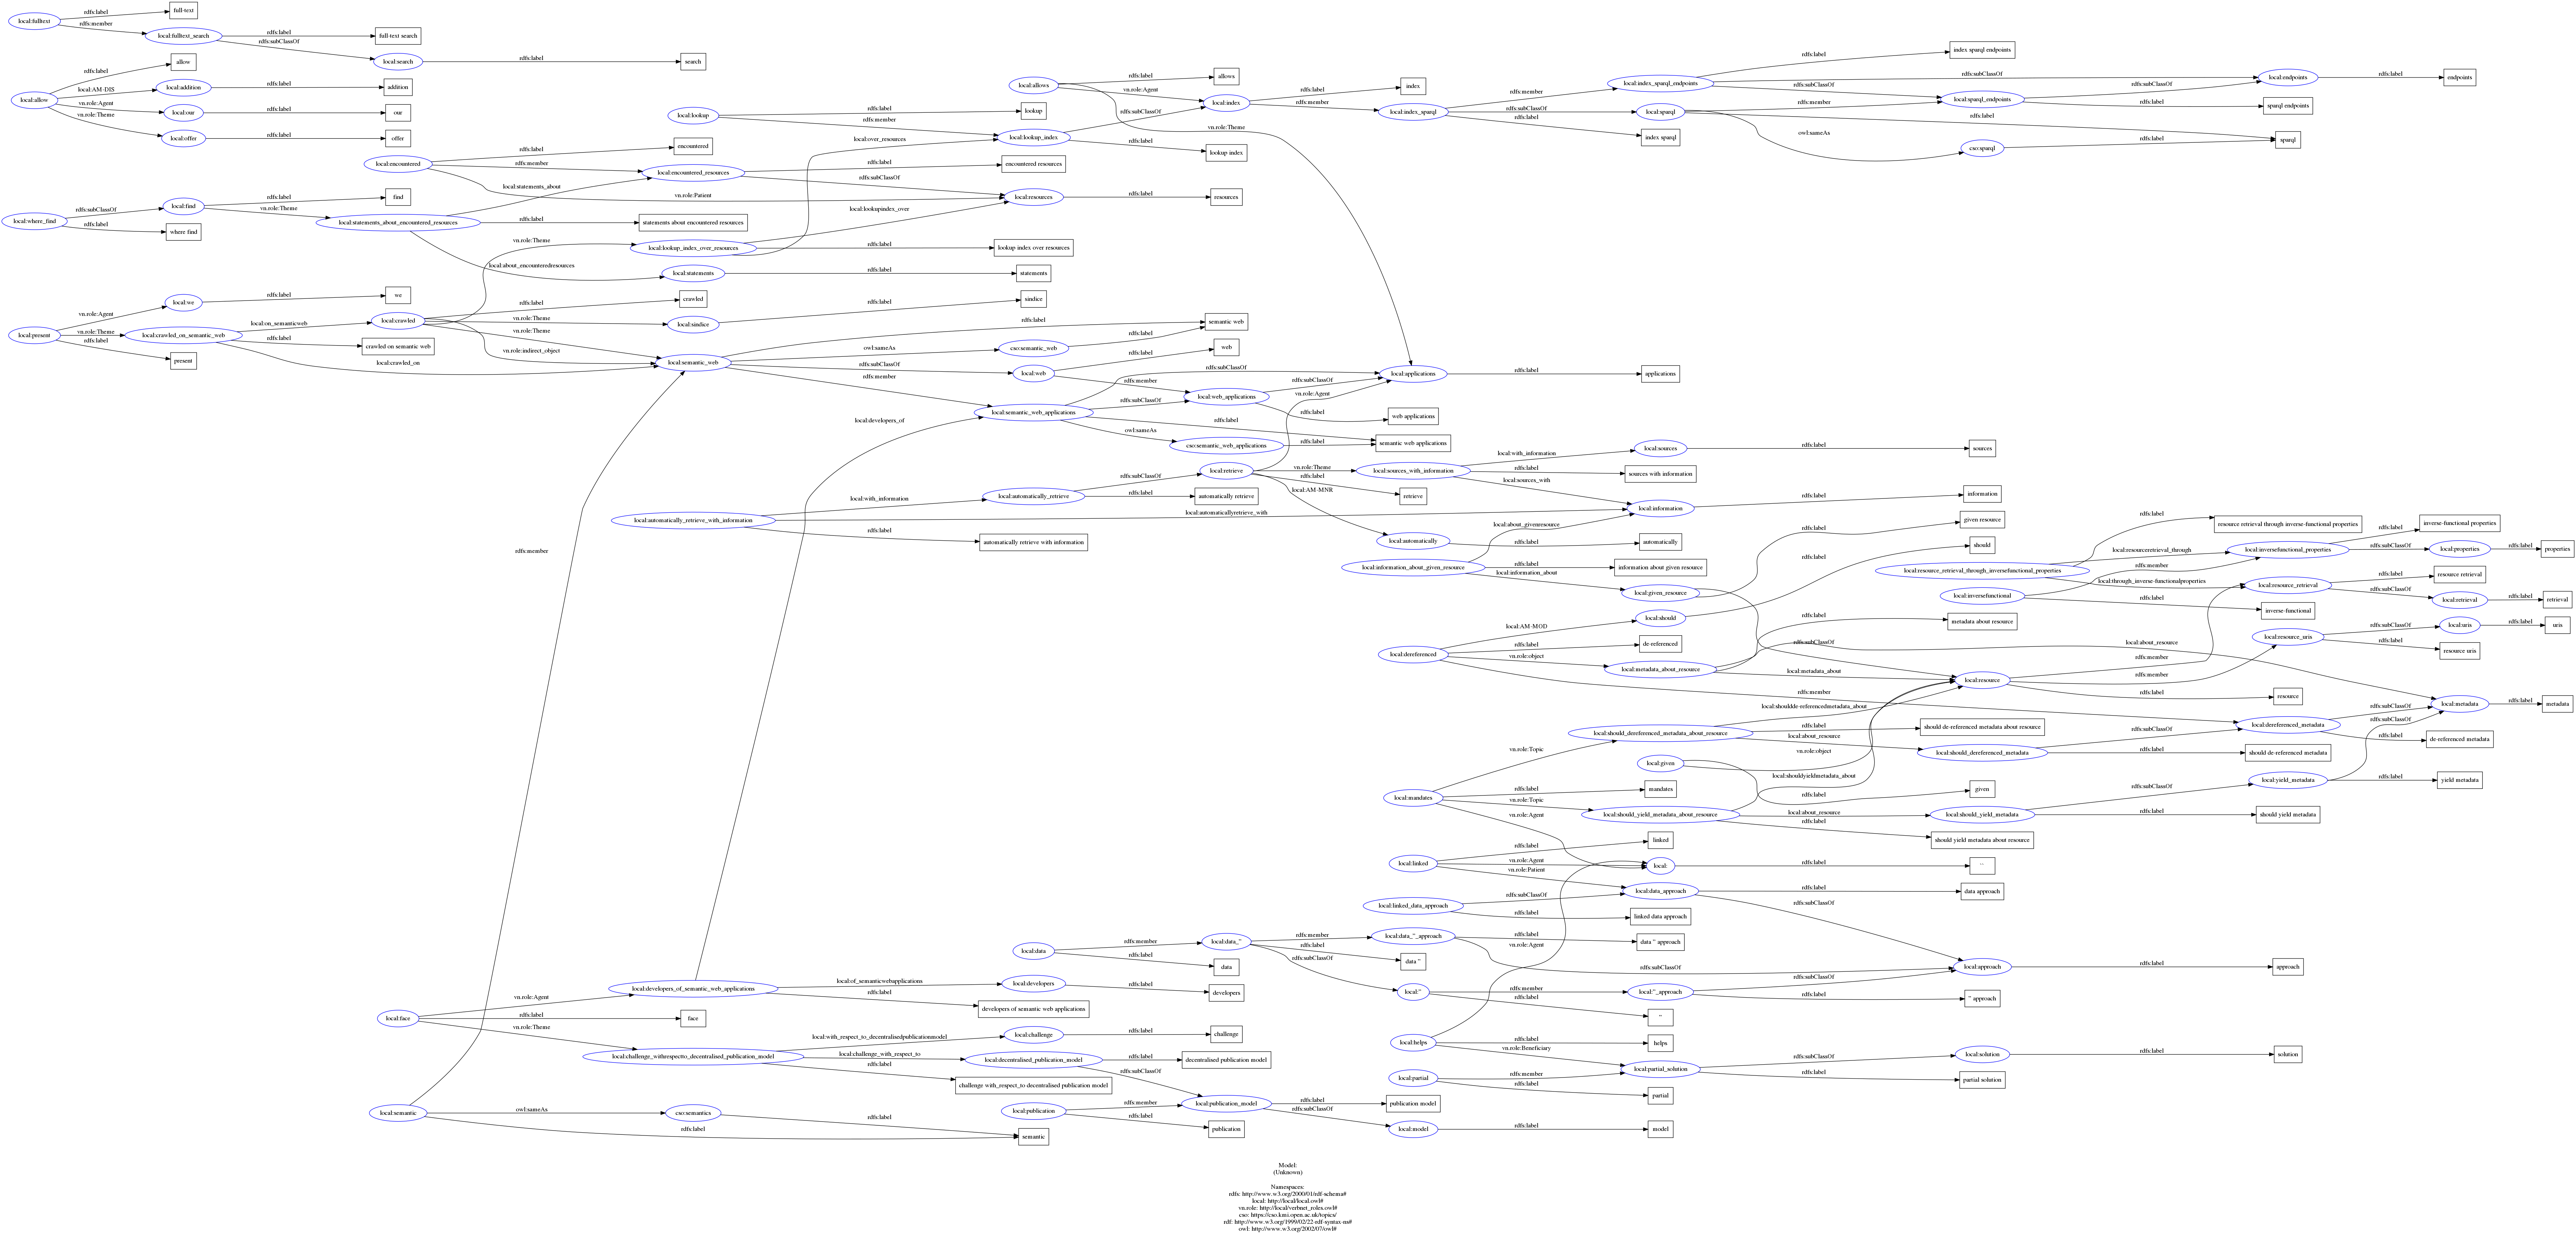 local:fulltext
rdfs:label
full-text
rdfs:member
local:fulltext_search
rdfs:label
full-text search
rdfs:subClassOf
local:search
rdfs:label
search
local:allow
rdfs:label
allow
local:AM-DIS
local:addition
rdfs:label
addition
vn.role:Agent
local:our
rdfs:label
our
vn.role:Theme
local:offer
rdfs:label
offer
local:where_find
rdfs:subClassOf
local:find
rdfs:label
find
rdfs:label
where find
vn.role:Theme
local:statements_about_encountered_resources
local:statements_about
rdfs:label
statements about encountered resources
local:about_encounteredresources
local:statements
rdfs:label
statements
local:encountered
rdfs:label
encountered
rdfs:member
local:encountered_resources
rdfs:label
encountered resources
rdfs:subClassOf
vn.role:Patient
local:resources
rdfs:label
resources
local:lookup
rdfs:label
lookup
rdfs:member
local:lookup_index
rdfs:subClassOf
rdfs:label
lookup index
local:over_resources
local:lookupindex_over
local:lookup_index_over_resources
rdfs:label
lookup index over resources
local:allows
rdfs:label
allows
vn.role:Agent
vn.role:Theme
local:index
rdfs:label
index
rdfs:member
local:index_sparql
rdfs:member
rdfs:subClassOf
rdfs:label
index sparql
local:index_sparql_endpoints
rdfs:label
index sparql endpoints
rdfs:subClassOf
rdfs:subClassOf
local:sparql
rdfs:member
rdfs:label
owl:sameAs
local:sparql_endpoints
rdfs:subClassOf
rdfs:label
sparql endpoints
local:endpoints
rdfs:label
endpoints
cso:sparql
rdfs:label
sparql
local:present
vn.role:Agent
local:we
rdfs:label
we
vn.role:Theme
local:crawled_on_semantic_web
rdfs:label
present
local:on_semanticweb
rdfs:label
crawled on semantic web
local:crawled_on
local:crawled
vn.role:Theme
rdfs:label
crawled
vn.role:Theme
local:sindice
rdfs:label
sindice
vn.role:Theme
vn.role:indirect_object
local:semantic_web
rdfs:label
semantic web
owl:sameAs
cso:semantic_web
rdfs:label
rdfs:subClassOf
local:web
rdfs:label
web
rdfs:member
rdfs:member
local:semantic_web_applications
rdfs:subClassOf
rdfs:subClassOf
local:web_applications
rdfs:subClassOf
rdfs:label
web applications
rdfs:label
semantic web applications
owl:sameAs
cso:semantic_web_applications
rdfs:label
local:applications
rdfs:label
applications
vn.role:Agent
local:developers_of
rdfs:member
local:automatically_retrieve_with_information
local:with_information
local:automatically_retrieve
rdfs:subClassOf
rdfs:label
automatically retrieve
local:automaticallyretrieve_with
rdfs:label
automatically retrieve with information
local:retrieve
vn.role:Theme
rdfs:label
retrieve
local:AM-MNR
local:automatically
rdfs:label
automatically
local:sources_with_information
local:with_information
local:sources
rdfs:label
sources
rdfs:label
sources with information
local:sources_with
local:information
rdfs:label
information
local:information_about_given_resource
local:about_givenresource
rdfs:label
information about given resource
local:information_about
local:given_resource
rdfs:label
given resource
rdfs:subClassOf
local:dereferenced
local:AM-MOD
local:should
rdfs:label
should
rdfs:label
de-referenced
vn.role:object
local:metadata_about_resource
rdfs:label
metadata about resource
local:about_resource
local:metadata_about
rdfs:member
local:resource_retrieval_through_inversefunctional_properties
rdfs:label
resource retrieval through inverse-functional properties
local:resourceretrieval_through
local:through_inverse-functionalproperties
local:inversefunctional_properties
rdfs:label
inverse-functional properties
rdfs:subClassOf
local:properties
rdfs:label
properties
local:inversefunctional
rdfs:member
rdfs:label
inverse-functional
local:resource_retrieval
rdfs:label
resource retrieval
rdfs:subClassOf
local:retrieval
rdfs:label
retrieval
local:resource
rdfs:member
rdfs:member
rdfs:label
resource
local:resource_uris
rdfs:subClassOf
local:uris
rdfs:label
uris
rdfs:label
resource uris
local:metadata
rdfs:label
metadata
local:dereferenced_metadata
rdfs:subClassOf
rdfs:label
de-referenced metadata
local:mandates
vn.role:Topic
local:should_dereferenced_metadata_about_resource
local:shouldde-referencedmetadata_about
rdfs:label
should de-referenced metadata about resource
local:about_resource
local:should_dereferenced_metadata
rdfs:subClassOf
rdfs:label
should de-referenced metadata
rdfs:label
mandates
vn.role:Topic
local:should_yield_metadata_about_resource
local:shouldyieldmetadata_about
local:about_resource
local:should_yield_metadata
rdfs:subClassOf
rdfs:label
should yield metadata
rdfs:label
should yield metadata about resource
local:yield_metadata
rdfs:subClassOf
rdfs:label
yield metadata
local:given
vn.role:object
rdfs:label
given
vn.role:Agent
local:linked
rdfs:label
linked
vn.role:Agent
local:
rdfs:label
``
vn.role:Patient
local:data_approach
rdfs:label
data approach
rdfs:subClassOf
local:linked_data_approach
rdfs:subClassOf
rdfs:label
linked data approach
local:data
rdfs:member
rdfs:label
data
local:data_''
rdfs:member
rdfs:label
data ''
rdfs:subClassOf
local:data_''_approach
rdfs:label
data '' approach
rdfs:subClassOf
vn.role:Agent
local:''
rdfs:member
rdfs:label
''
local:''_approach
rdfs:subClassOf
rdfs:label
'' approach
local:approach
rdfs:label
approach
local:helps
rdfs:label
helps
vn.role:Beneficiary
local:partial_solution
rdfs:subClassOf
local:solution
rdfs:label
solution
rdfs:label
partial solution
local:partial
rdfs:member
rdfs:label
partial
local:face
vn.role:Agent
local:developers_of_semantic_web_applications
local:of_semanticwebapplications
local:developers
rdfs:label
developers
rdfs:label
developers of semantic web applications
rdfs:label
face
vn.role:Theme
local:challenge_withrespectto_decentralised_publication_model
local:with_respect_to_decentralisedpublicationmodel
local:challenge
rdfs:label
challenge
local:challenge_with_respect_to
local:decentralised_publication_model
rdfs:label
decentralised publication model
rdfs:subClassOf
rdfs:label
challenge with_respect_to decentralised publication model
local:semantic
owl:sameAs
cso:semantics
rdfs:label
rdfs:label
semantic
local:publication
rdfs:member
rdfs:label
publication
local:publication_model
rdfs:label
publication model
rdfs:subClassOf
local:model
rdfs:label
model
Model:
(Unknown)
Namespaces:
rdfs: http://www.w3.org/2000/01/rdf-schema#
local: http://local/local.owl#
vn.role: http://local/verbnet_roles.owl#
cso: https://cso.kmi.open.ac.uk/topics/
rdf: http://www.w3.org/1999/02/22-rdf-syntax-ns#
owl: http://www.w3.org/2002/07/owl#